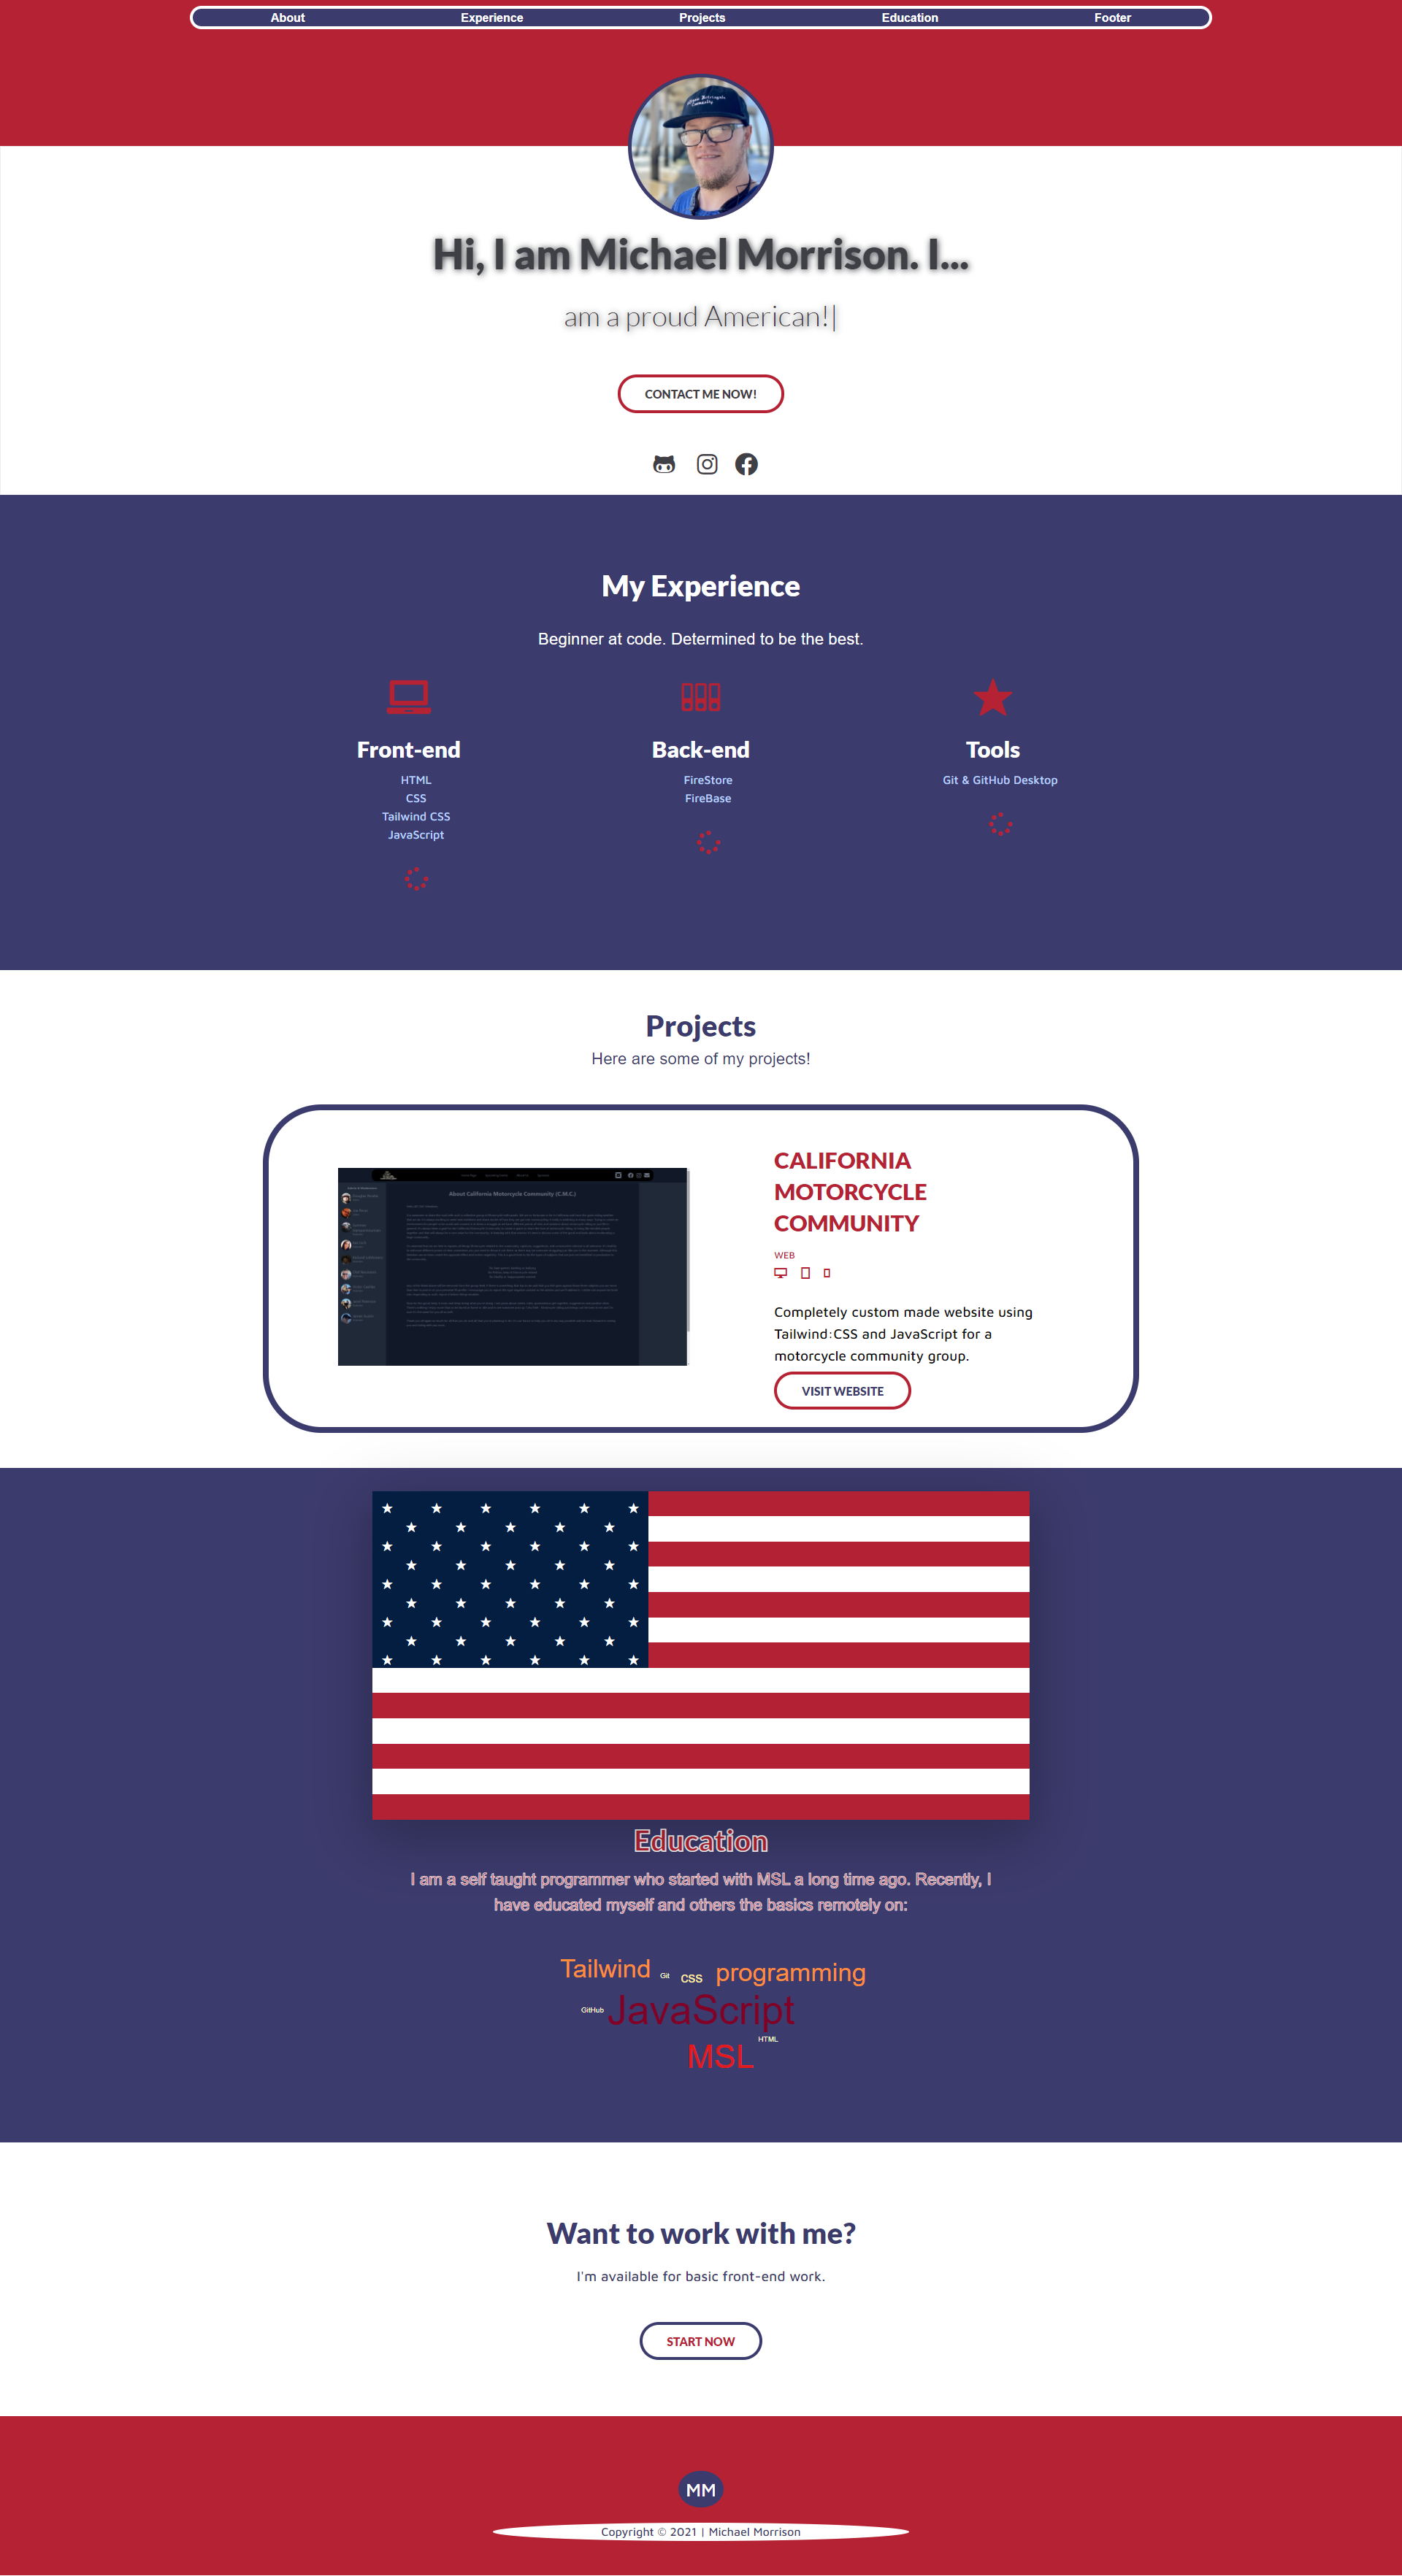 About Experience Projects Education Footer
Hi, I am Michael Morrison. I...
am a proud American!|
CONTACT ME NOW!
My Experience
Beginner at code. Determined to be the best.
Front-end
HTML
CSS
Tailwind CSS
JavaScript
Back-end
FireStore
FireBase
Tools
Git & GitHub Desktop
Projects
Here are some of my projects!
About California Motorcycle Community (C.M.C.)
CALIFORNIA
MOTORCYCLE
COMMUNITY
WEB
Completely custom made website using
Tailwind:CSS and JavaScript for a
motorcycle community group.
VISIT WEBSITE
Education
I am a self taught programmer who started with MSL a long time ago. Recently, I
have educated myself and others the basics remotely on:
Tailwind Git CSS programming
GitHub JavaScript
HTML
MSL
Want to work with me?
I'm available for basic front-end work.
START NOW
MM
Copyright © 2021 | Michael Morrison